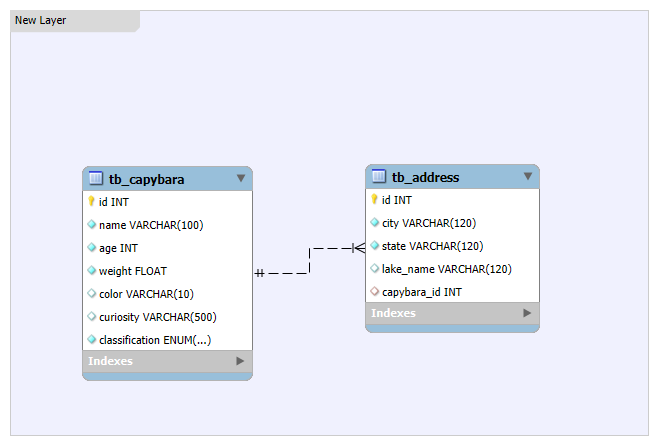 New Layer
tb_capybara
id INT
name VARCHAR(100)
age INT
weight FLOAT
color VARCHAR(10)
curiosity VARCHAR(500)
classification ENUM(...)
Indexes
tb_address
id INT
city VARCHAR(120)
state VARCHAR(120)
lake_name VARCHAR(120)
capybara_id INT
Indexes